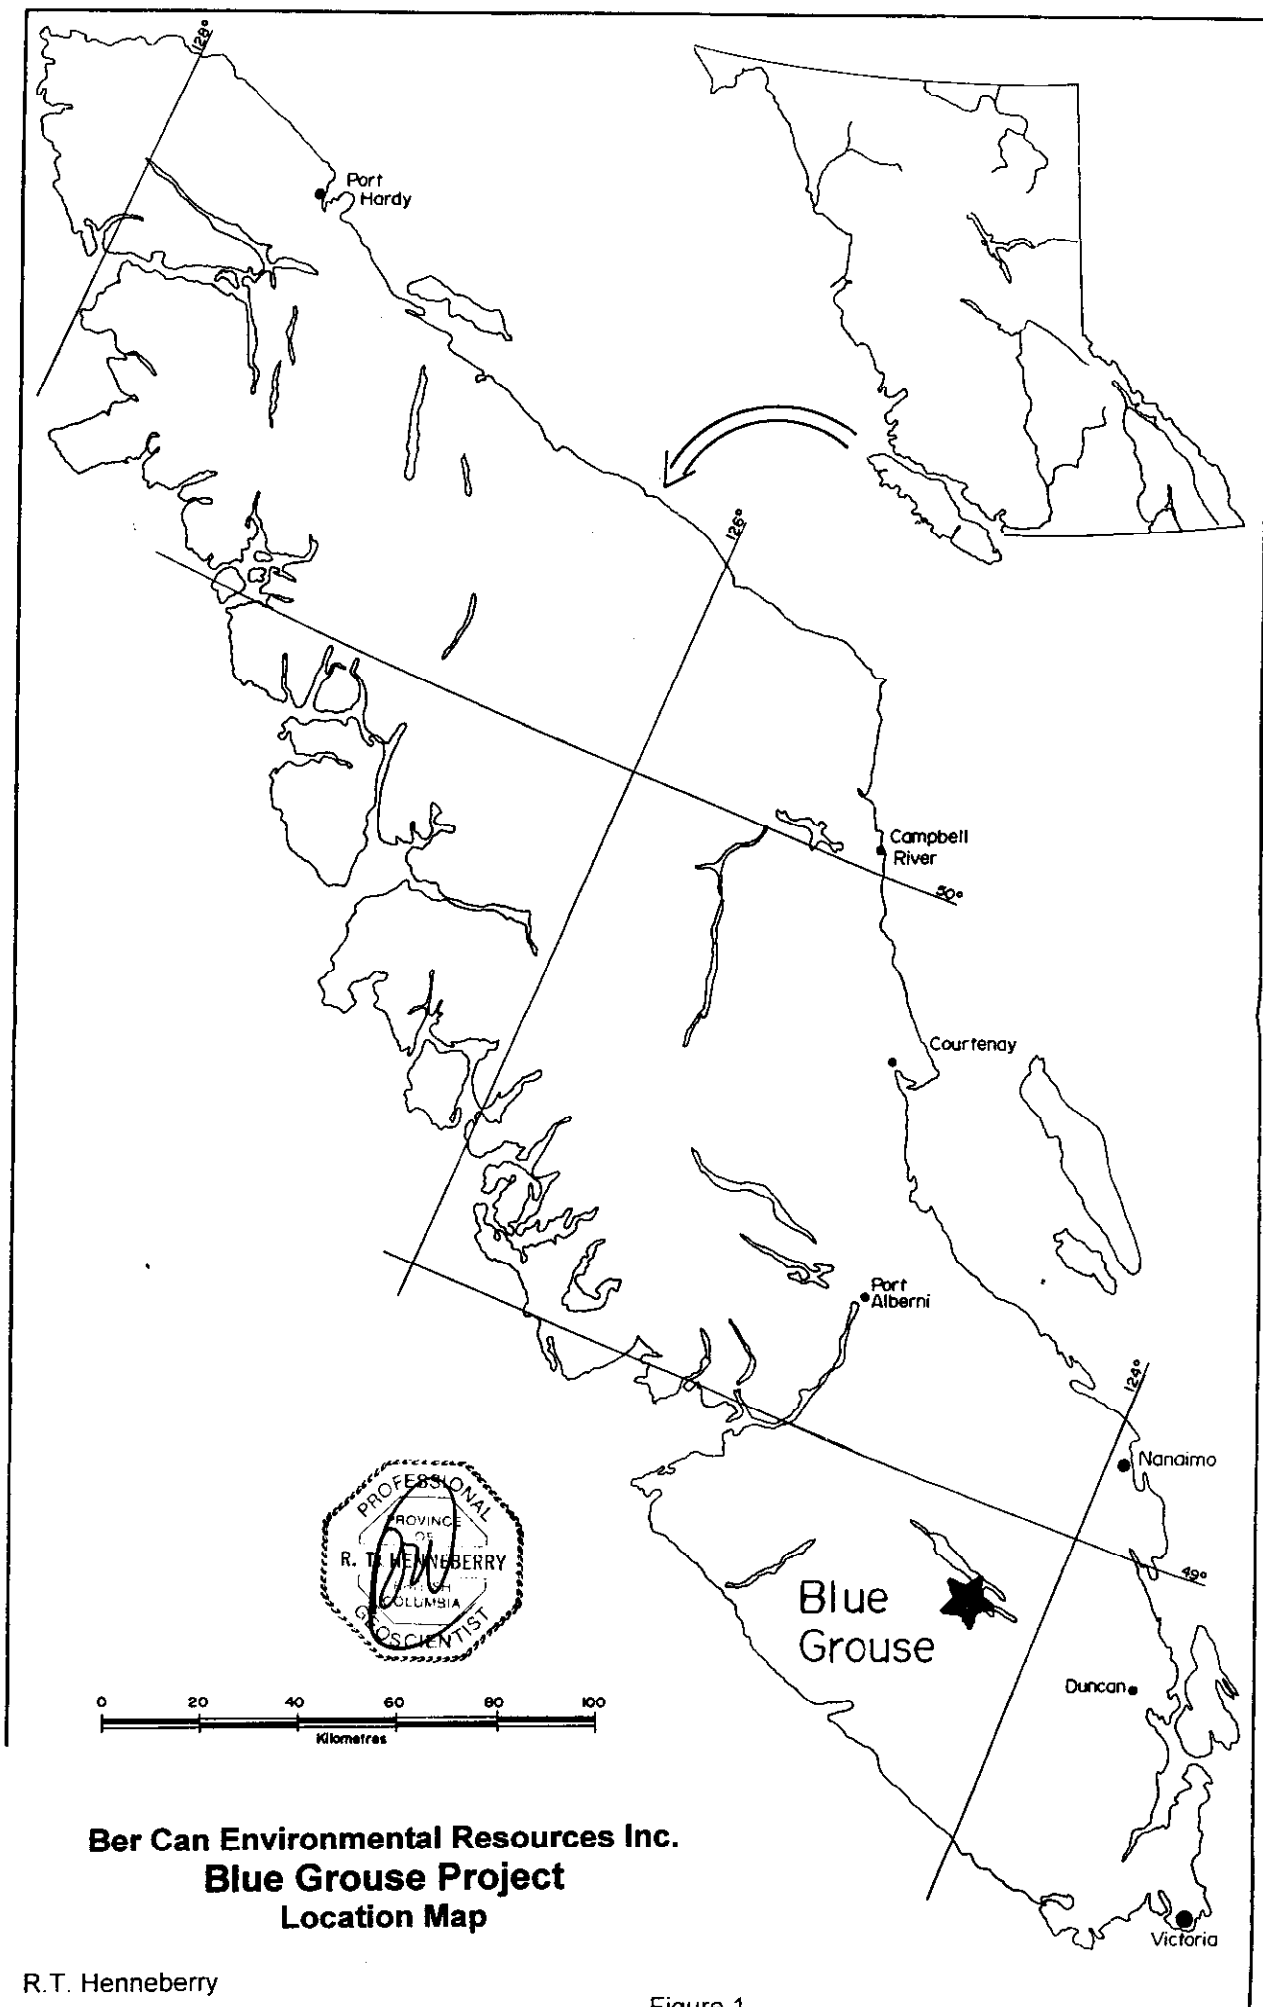 128°
Port
Hardy
126°
Campbell
River
50°
Courtenay
Port
Alberni
124°
Nanaimo
49°
PROFESSIONAL
PROVINCE
OF
R. T. HENNEBERRY
COLUMBIA
GEOSCIENTIST
Blue
Grouse
Duncan
0 20 40 60 80 100
Kilometres
Victoria
Ber Can Environmental Resources Inc.
Blue Grouse Project
Location Map
R.T. Henneberry
Figure 1